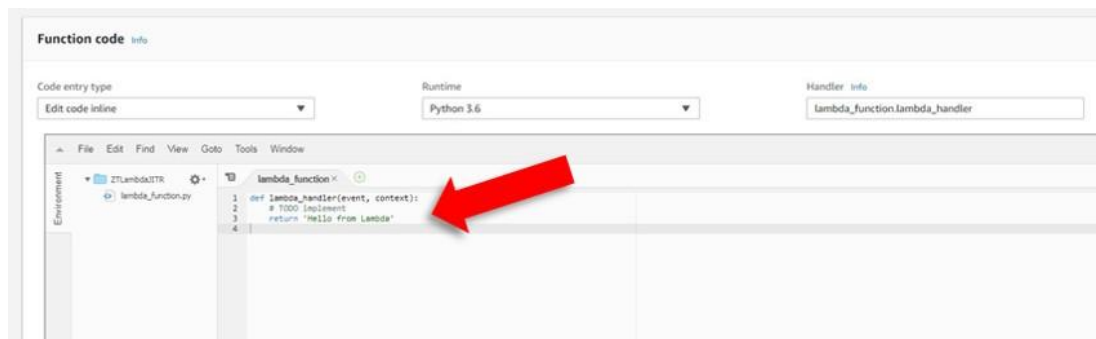 Function code Info
Code entry type Runtime Handler Info
Edit code inline Python 3.6 lambda_function.lambda_handler
File Edit Find View Goto Tools Window
Environment
ZTLambdaJITR lambda_function
lambda_function.py
1 def lambda_handler(event, context):
2 # TODO implement
3 return 'Hello from Lambda'
4